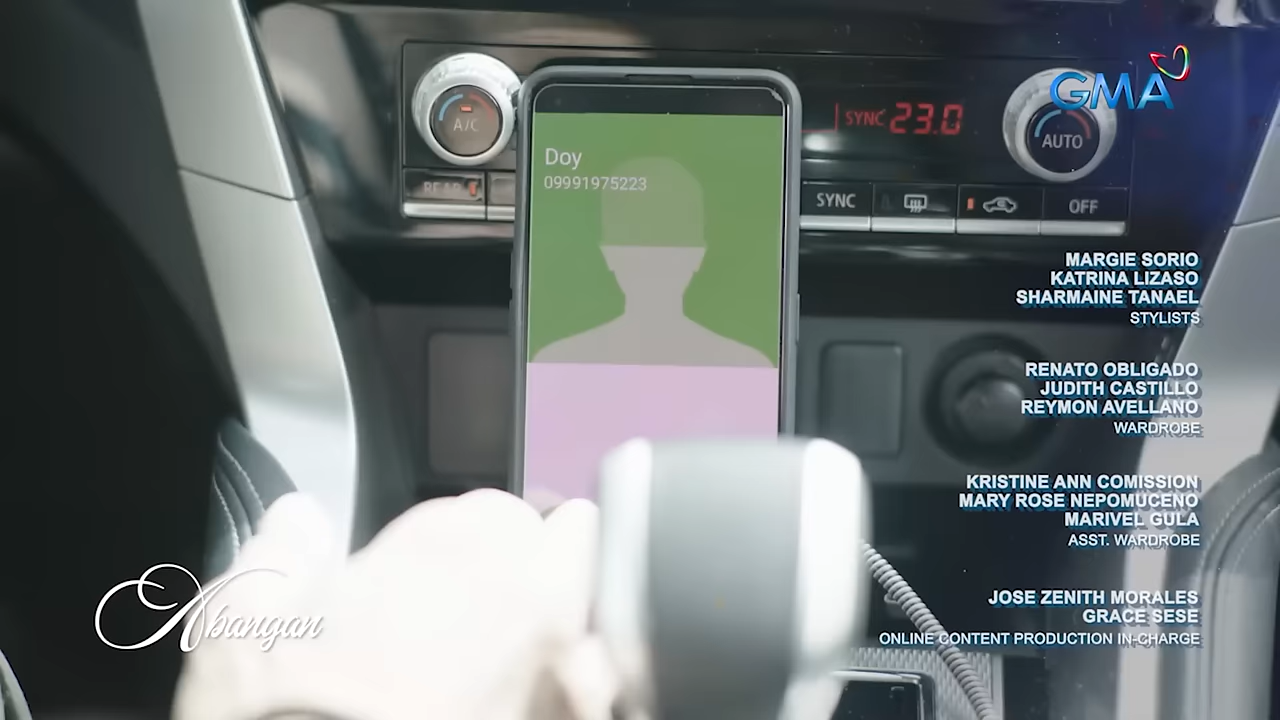 GMA
A/C
SYNC 23.0
AUTO
REAR
SYNC
OFF
Doy
09991975223
MARGIE SORIO
KATRINA LIZASO
SHARMAINE TANAEL
STYLISTS
RENATO OBLIGADO
JUDITH CASTILLO
REYMON AVELLANO
WARDROBE
KRISTINE ANN COMISSION
MARY ROSE NEPOMUCENO
MARIVEL GULA
ASST. WARDROBE
JOSE ZENITH MORALES
GRACE SESE
ONLINE CONTENT PRODUCTION IN-CHARGE
Abangan